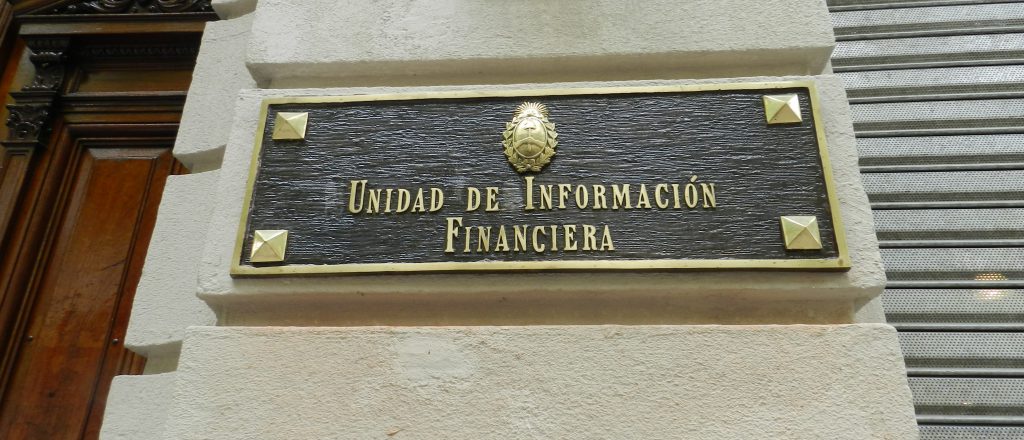 UNIDAD DE INFORMACIÓN
FINANCIERA